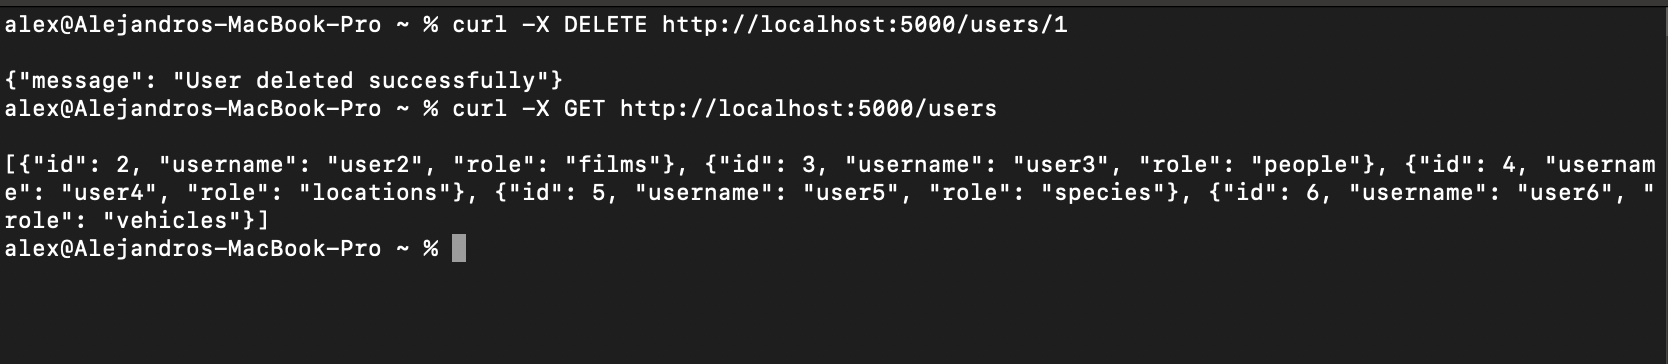 alex@Alejandros-MacBook-Pro ~ % curl -X DELETE http://localhost:5000/users/1
{"message": "User deleted successfully"}
alex@Alejandros-MacBook-Pro ~ % curl -X GET http://localhost:5000/users
[{"id": 2, "username": "user2", "role": "films"}, {"id": 3, "username": "user3", "role": "people"}, {"id": 4, "usernam
e": "user4", "role": "locations"}, {"id": 5, "username": "user5", "role": "species"}, {"id": 6, "username": "user6", "
role": "vehicles"}]
alex@Alejandros-MacBook-Pro ~ %